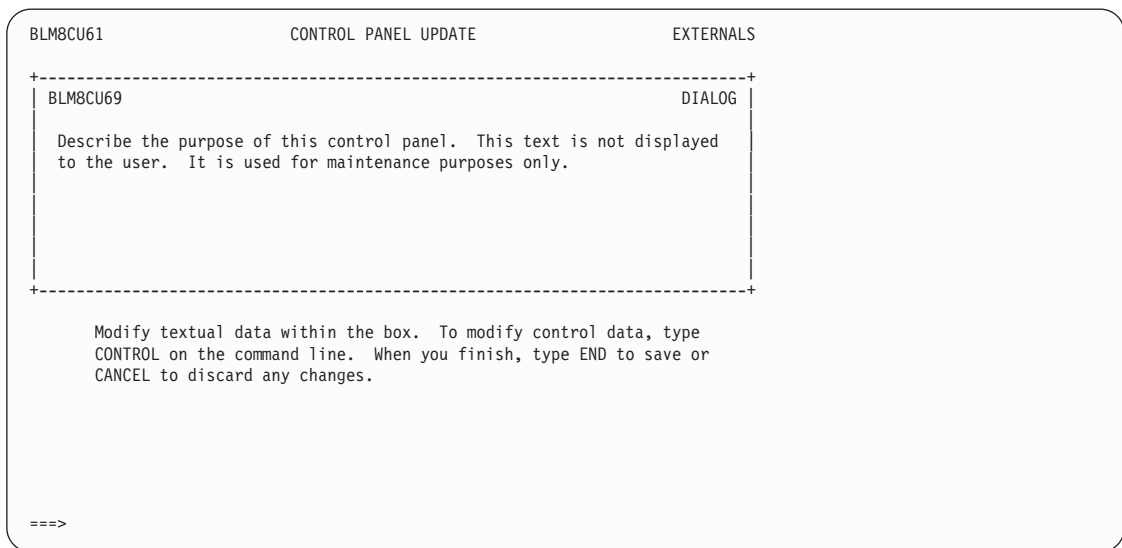 BLM8CU61 CONTROL PANEL UPDATE EXTERNALS
+----------------------------------------------------------------------------+
| BLM8CU69 DIALOG |
| |
| Describe the purpose of this control panel. This text is not displayed |
| to the user. It is used for maintenance purposes only. |
| |
| |
| |
| |
| |
+----------------------------------------------------------------------------+
Modify textual data within the box. To modify control data, type
CONTROL on the command line. When you finish, type END to save or
CANCEL to discard any changes.
===>